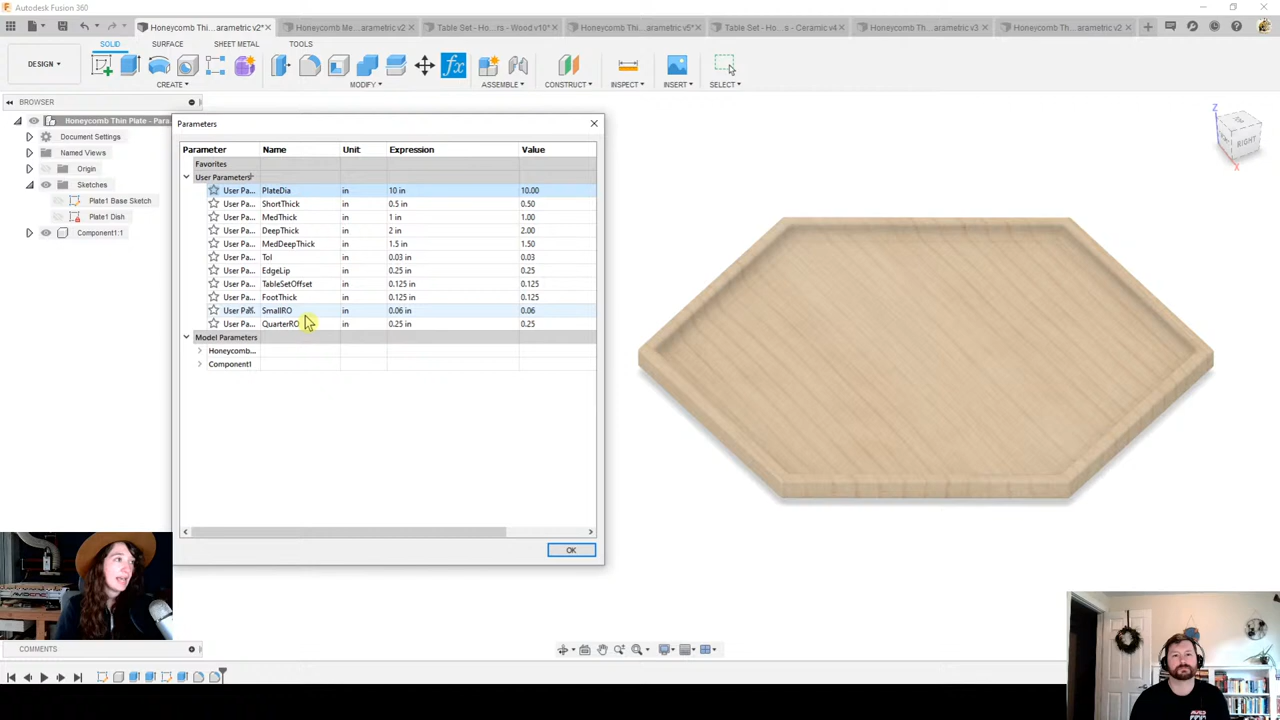 Autodesk Fusion 360
Honeycomb Thi...arametric v2*
Honeycomb Me...arametric v2
Table Set - Ho...rs - Wood v10*
Honeycomb Thi...arametric v5*
Table Set - Ho...s - Ceramic v4
Honeycomb Th...arametric v3
Honeycomb Th...arametric v2
SOLID
SURFACE
SHEET METAL
TOOLS
DESIGN
CREATE
MODIFY
ASSEMBLE
CONSTRUCT
INSPECT
INSERT
SELECT
BROWSER
Honeycomb Thin Plate - Para...
Document Settings
Named Views
Origin
Sketches
Plate1 Base Sketch
Plate1 Dish
Component1:1
Parameters
Parameter Name Unit Expression Value
Favorites
User Parameters
User Pa... PlateDia in 10 in 10.00
User Pa... ShortThick in 0.5 in 0.50
User Pa... MedThick in 1 in 1.00
User Pa... DeepThick in 2 in 2.00
User Pa... MedDeepThick in 1.5 in 1.50
User Pa... Tol in 0.03 in 0.03
User Pa... EdgeLip in 0.25 in 0.25
User Pa... TableSetOffset in 0.125 in 0.125
User Pa... FootThick in 0.125 in 0.125
User Pa... SmallRO in 0.06 in 0.06
User Pa... QuarterRO in 0.25 in 0.25
Model Parameters
Honeycomb...
Component1
OK
Z
RIGHT
X
COMMENTS